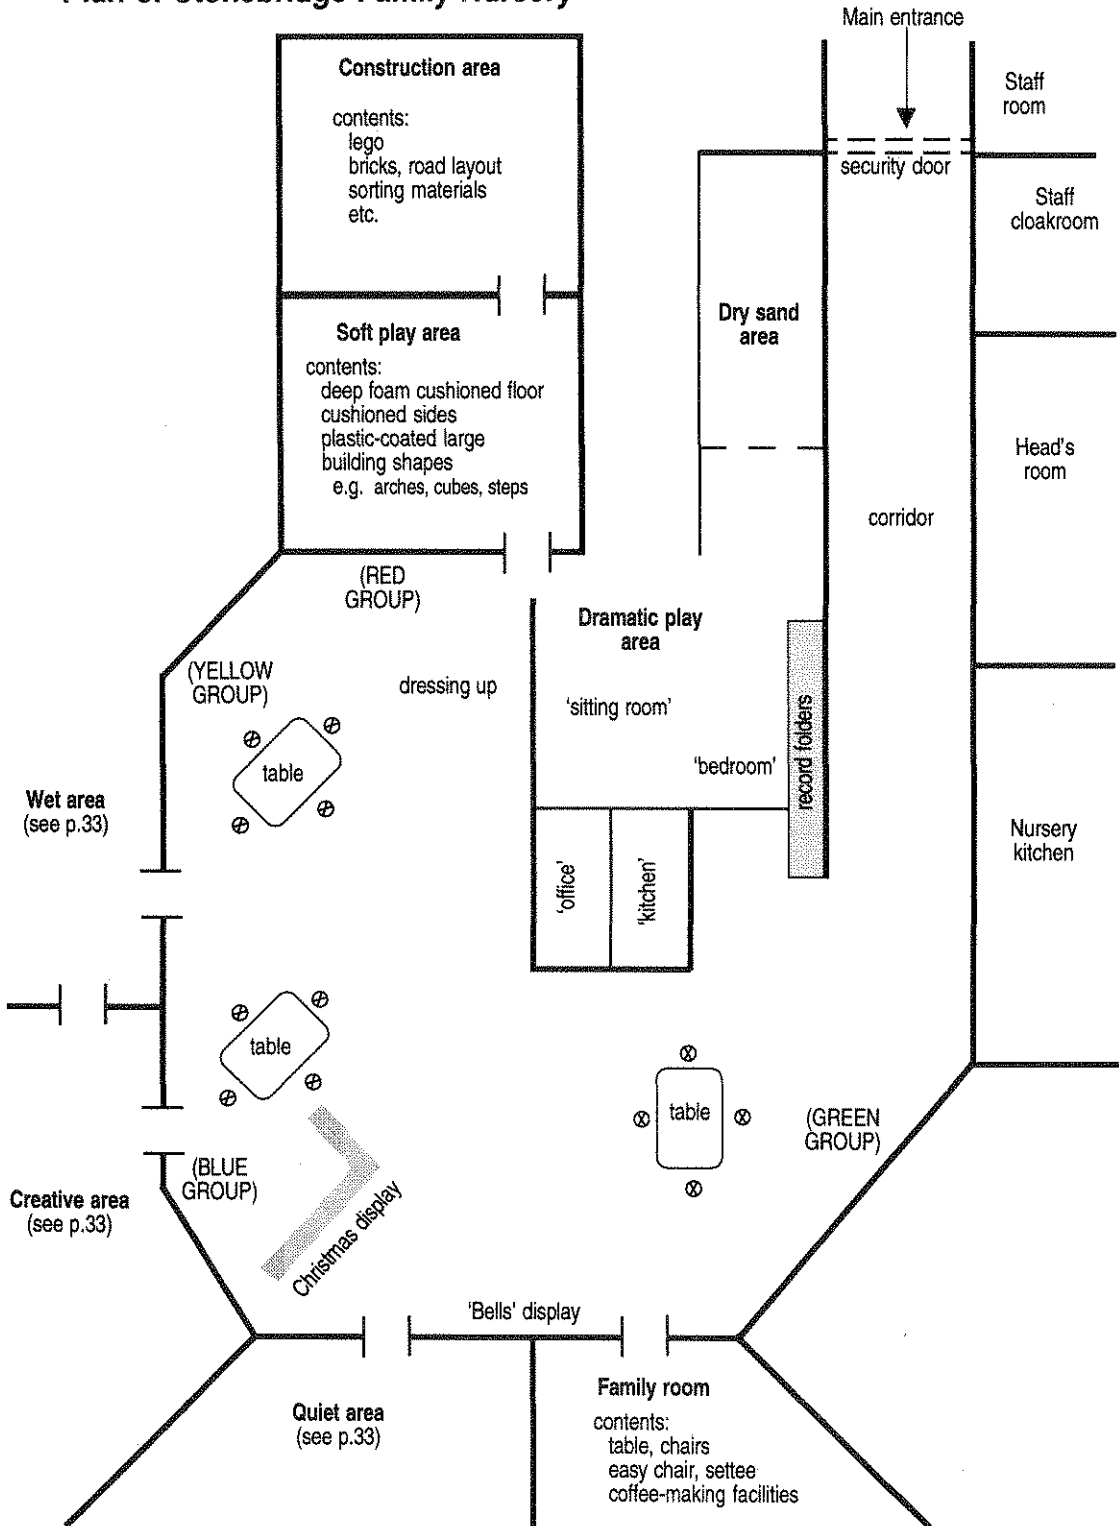 Plan of Stonebridge Family Nursery
Main entrance
Construction area
contents:
lego
bricks, road layout
sorting materials
etc.
Staff
room
security door
Staff
cloakroom
Dry sand
area
Soft play area
contents:
deep foam cushioned floor
cushioned sides
plastic-coated large
building shapes
e.g. arches, cubes, steps
Head's
room
corridor
(RED
GROUP)
Dramatic play
area
(YELLOW
GROUP)
dressing up
'sitting room'
'bedroom'
record folders
table
Wet area
(see p.33)
Nursery
kitchen
'office'
'kitchen'
table
table
(GREEN
GROUP)
(BLUE
GROUP)
Creative area
(see p.33)
Christmas display
'Bells' display
Quiet area
(see p.33)
Family room
contents:
table, chairs
easy chair, settee
coffee-making facilities